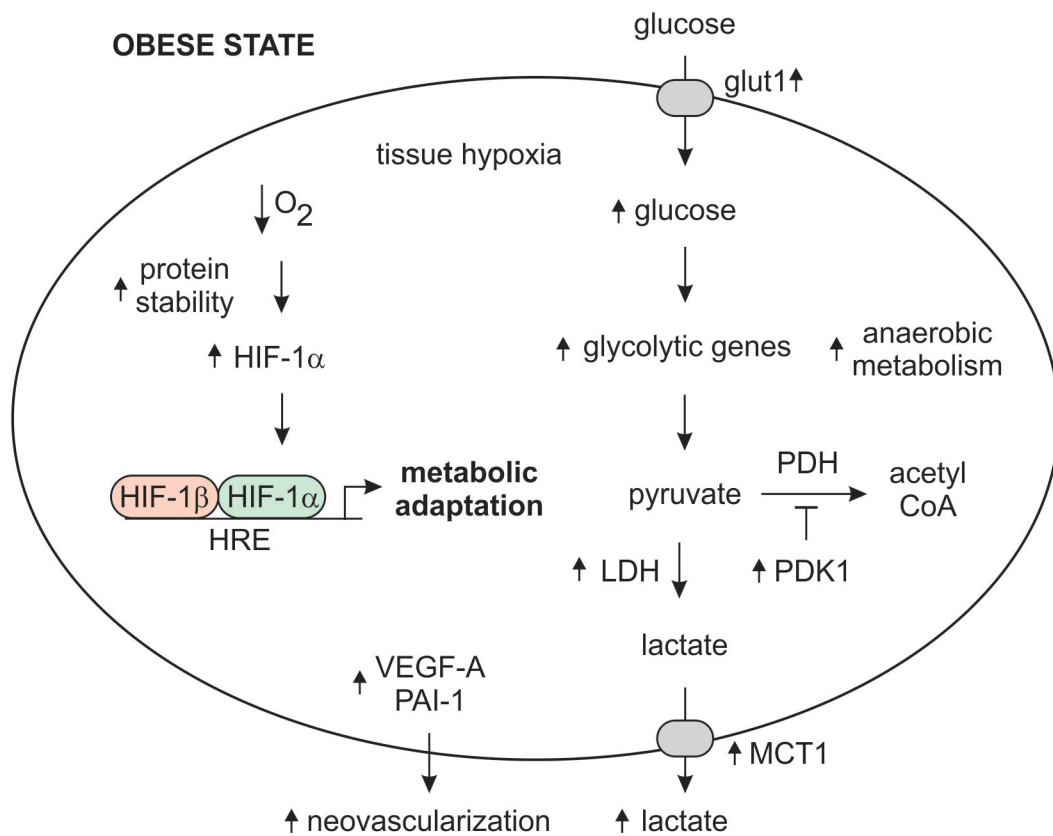 OBESE STATE
glucose
glut1
tissue hypoxia
O2
glucose
protein
stability
HIF-1α
glycolytic genes
anaerobic
metabolism
HIF-1β HIF-1α
HRE
metabolic
adaptation
pyruvate
PDH
acetyl
CoA
LDH
PDK1
lactate
VEGF-A
PAI-1
MCT1
neovascularization
lactate